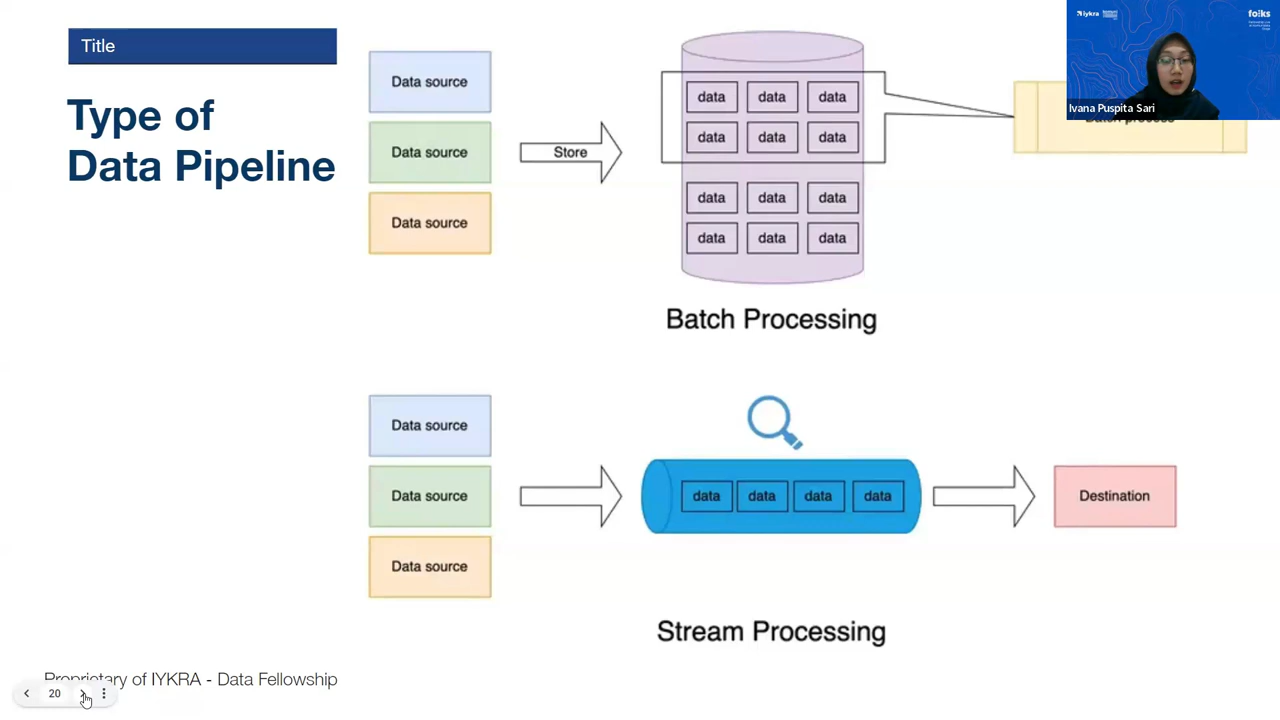 Title
Type of
Data Pipeline
Data source
Data source
Data source
Store
data data data
data data data
data data data
data data data
Batch process
Batch Processing
Data source
Data source
Data source
data data data data
Destination
Stream Processing
Proprietary of IYKRA - Data Fellowship
20
iykra
foiks
Ivana Puspita Sari